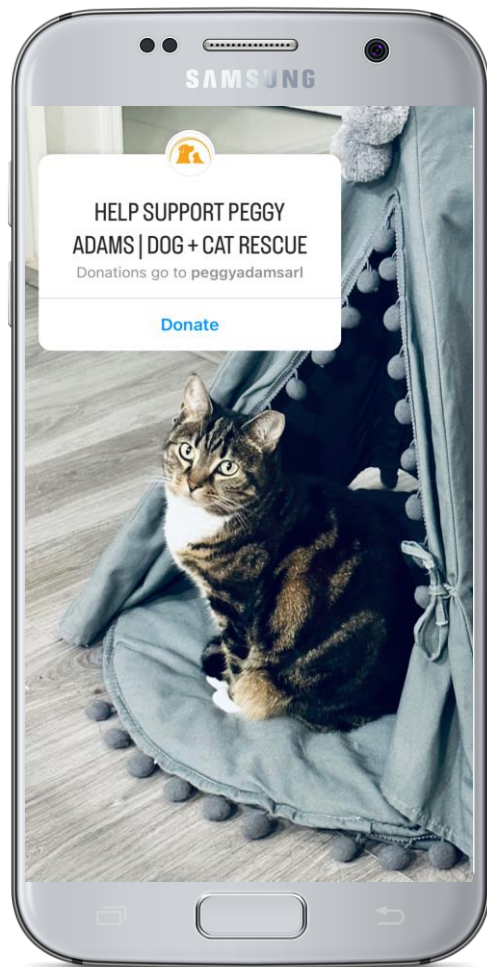 SAMSUNG
HELP SUPPORT PEGGY
ADAMS | DOG + CAT RESCUE
Donations go to peggyadamsarl
Donate